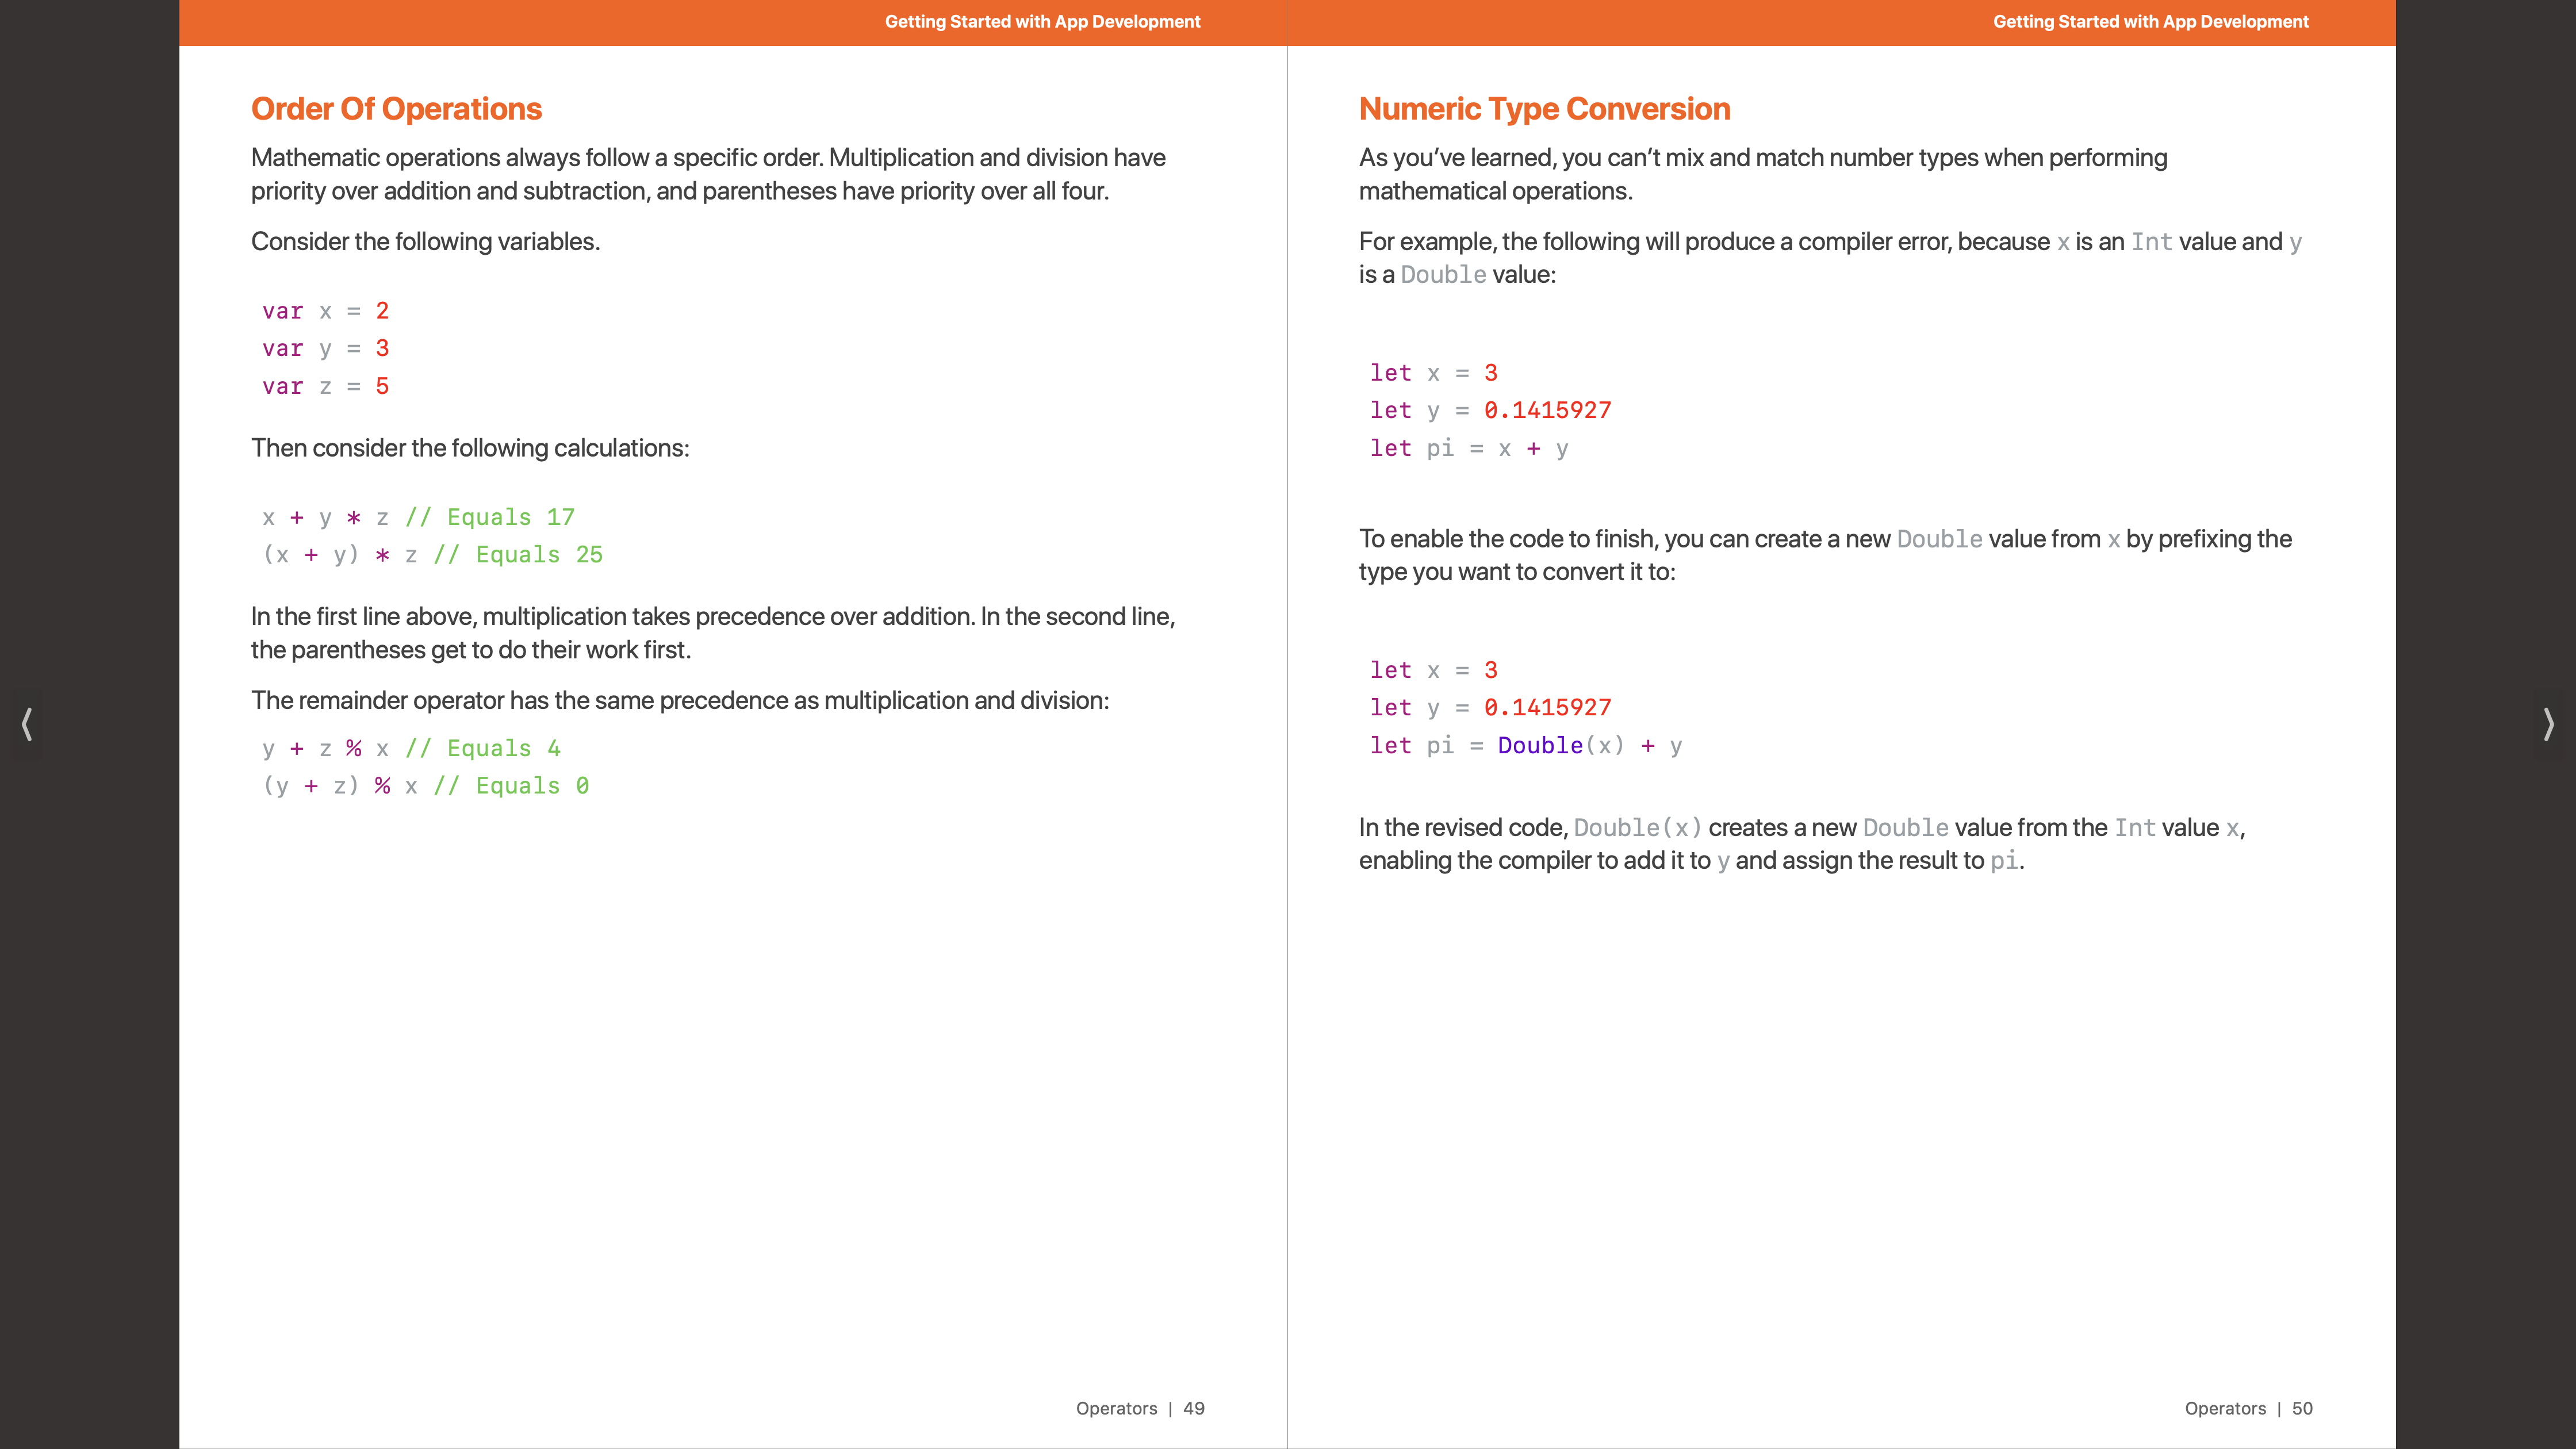 Getting Started with App Development
Order Of Operations
Mathematic operations always follow a specific order. Multiplication and division have
priority over addition and subtraction, and parentheses have priority over all four.
Consider the following variables.
var x = 2
var y = 3
var z = 5
Then consider the following calculations:
x + y * z // Equals 17
(x + y) * z // Equals 25
In the first line above, multiplication takes precedence over addition. In the second line,
the parentheses get to do their work first.
The remainder operator has the same precedence as multiplication and division:
y + z % x // Equals 4
(y + z) % x // Equals 0
Operators | 49
Getting Started with App Development
Numeric Type Conversion
As you’ve learned, you can’t mix and match number types when performing
mathematical operations.
For example, the following will produce a compiler error, because x is an Int value and y
is a Double value:
let x = 3
let y = 0.1415927
let pi = x + y
To enable the code to finish, you can create a new Double value from x by prefixing the
type you want to convert it to:
let x = 3
let y = 0.1415927
let pi = Double(x) + y
In the revised code, Double(x) creates a new Double value from the Int value x,
enabling the compiler to add it to y and assign the result to pi.
Operators | 50